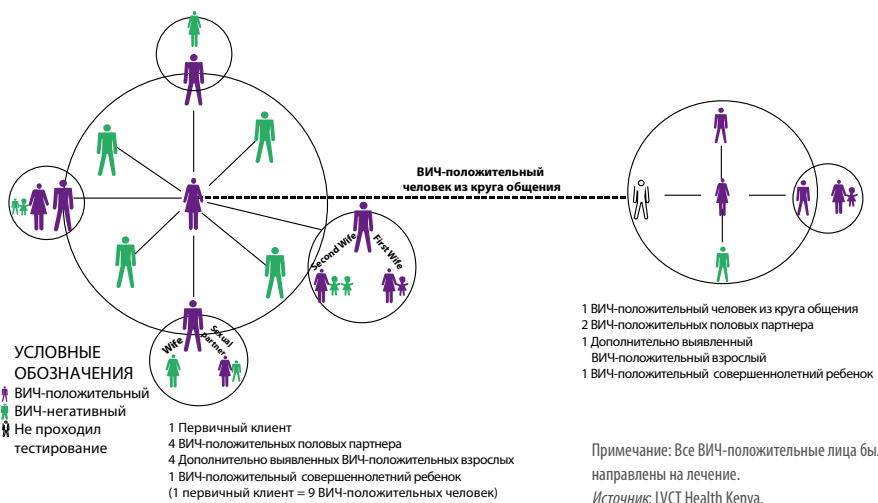 ВИЧ-положительный
человек из круга общения
Second Wife
First Wife
Wife
Sexual
partner
УСЛОВНЫЕ
ОБОЗНАЧЕНИЯ
ВИЧ-положительный
ВИЧ-негативный
Не проходил
тестирование
1 Первичный клиент
4 ВИЧ-положительных половых партнера
4 Дополнительно выявленных ВИЧ-положительных взрослых
1 ВИЧ-положительный совершеннолетний ребенок
(1 первичный клиент = 9 ВИЧ-положительных человек)
1 ВИЧ-положительный человек из круга общения
2 ВИЧ-положительных половых партнера
1 Дополнительно выявленный
ВИЧ-положительный взрослый
1 ВИЧ-положительный совершеннолетний ребенок
Примечание: Все ВИЧ-положительные лица бы
направлены на лечение.
Источник: LVCT Health Kenya.